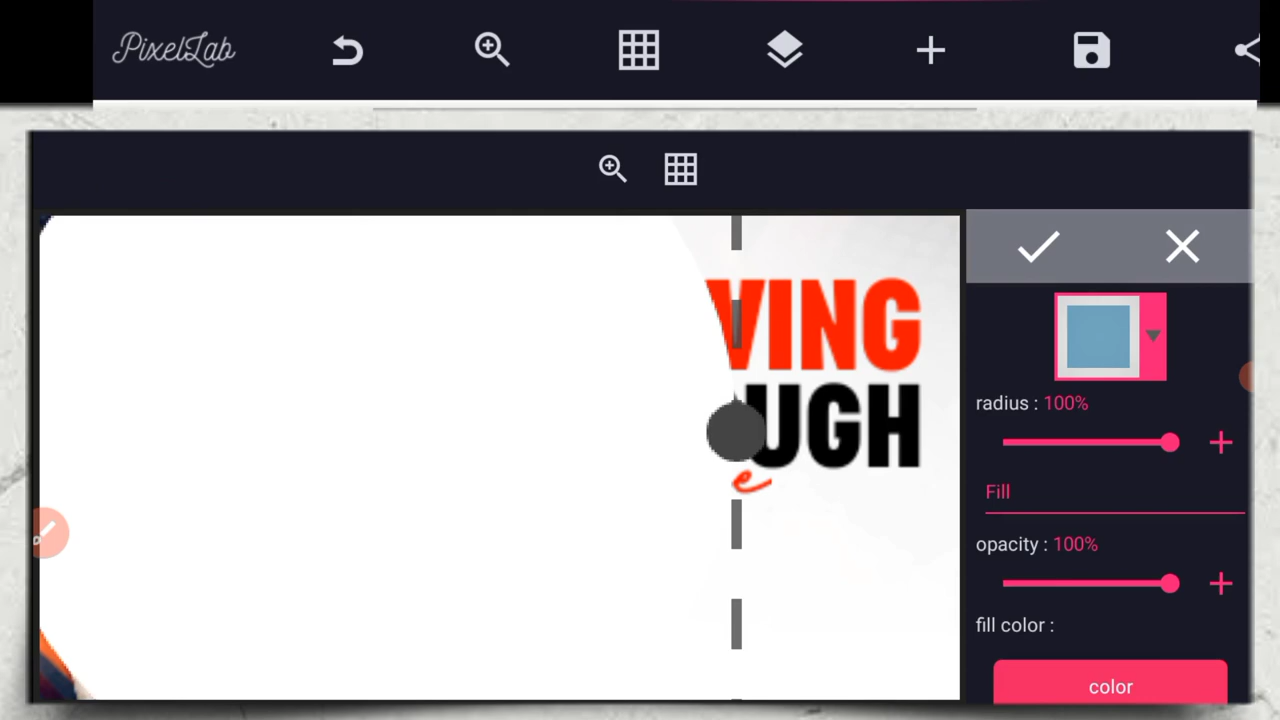 PixelLab
VING
UGH
e
radius : 100%
Fill
opacity : 100%
fill color :
color